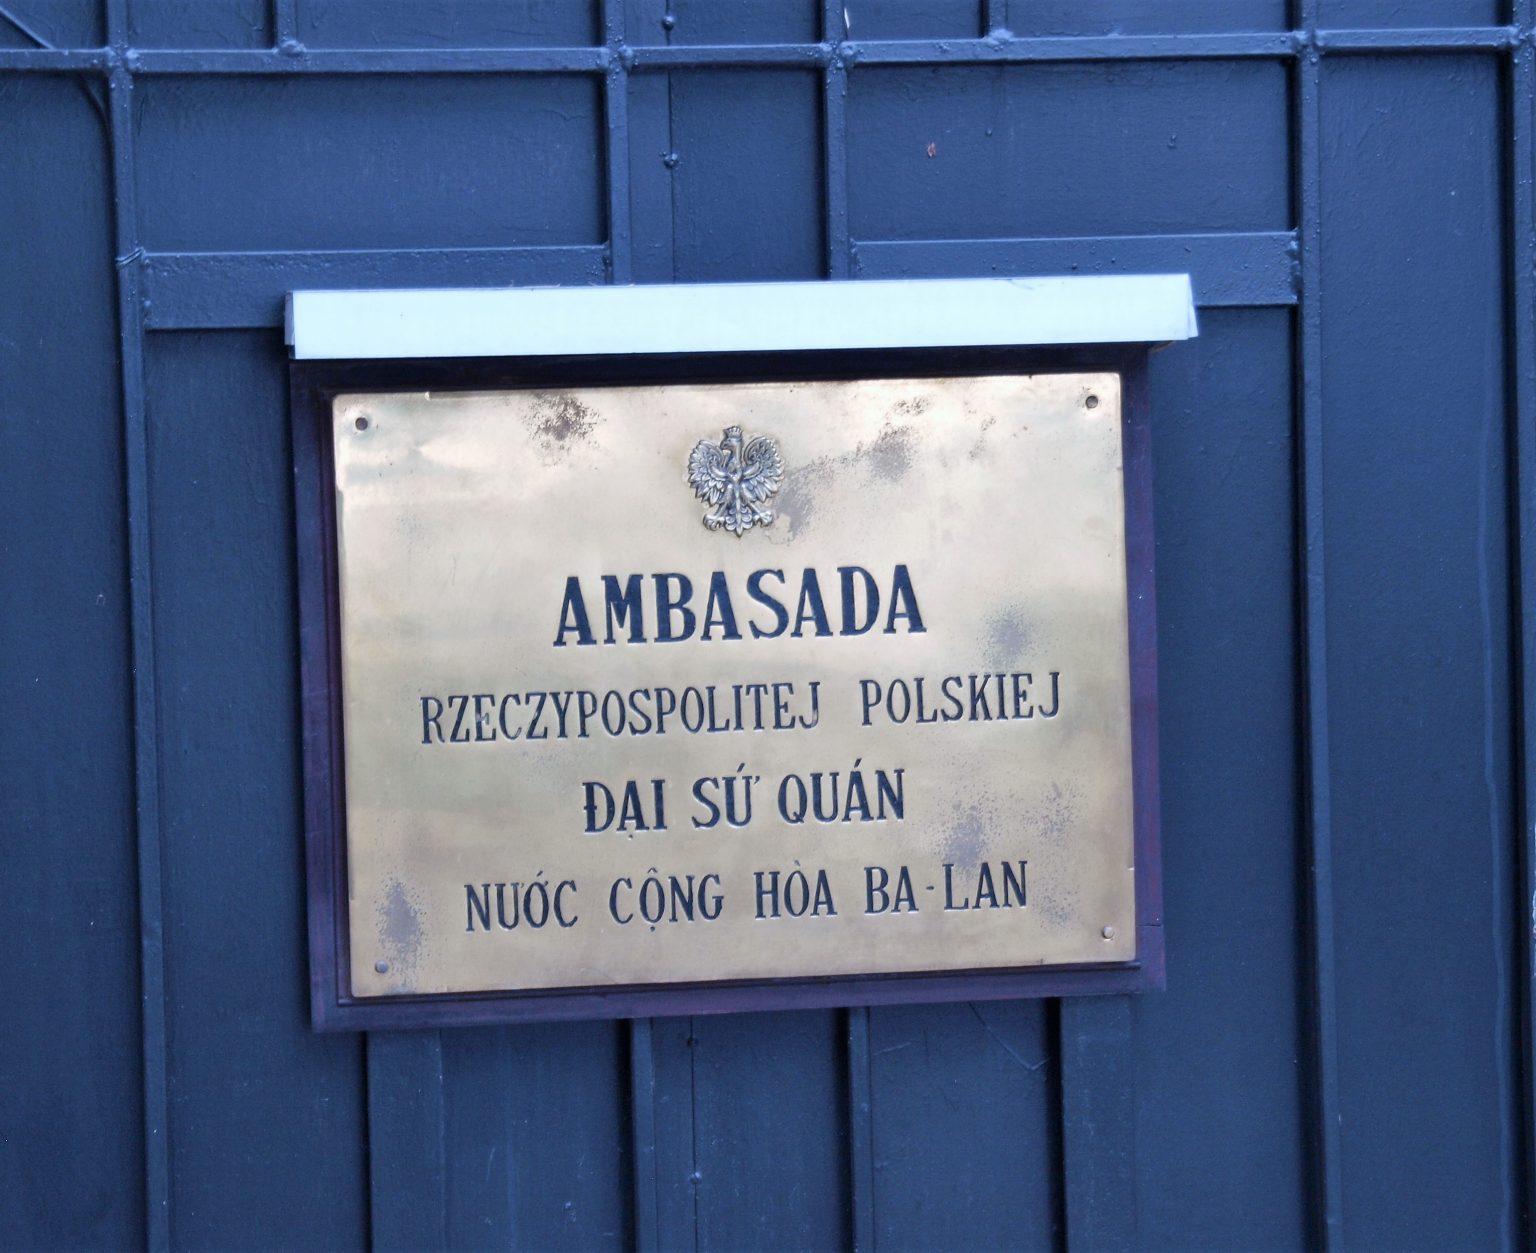 AMBASADA
RZECZYPOSPOLITEJ POLSKIEJ
ĐẠI SỨ QUÁN
NƯỚC CỘNG HÒA BA-LAN